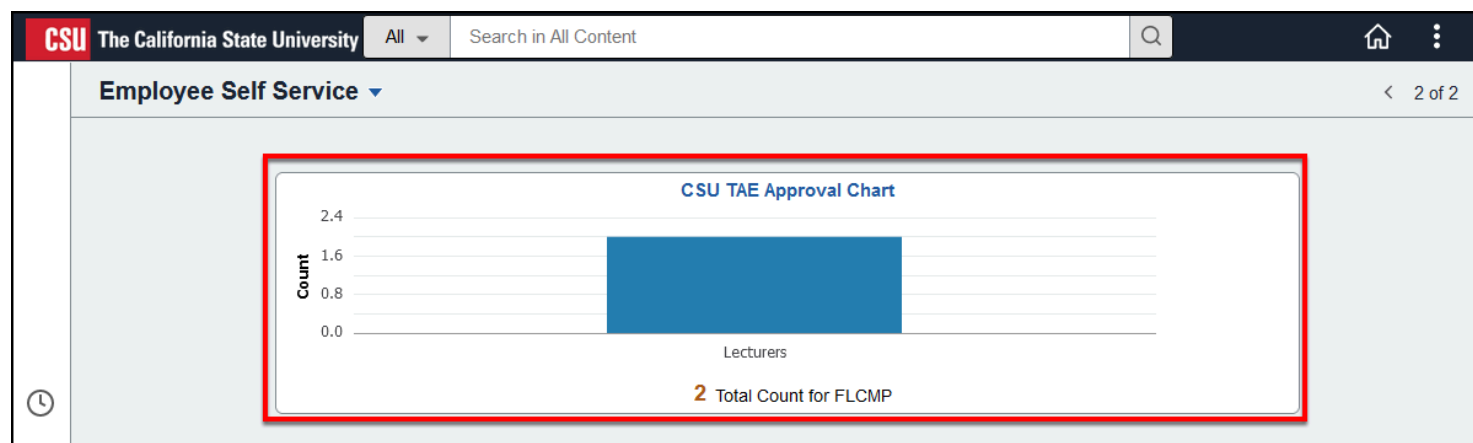 CSU The California State University All Search in All Content
Employee Self Service 2 of 2
CSU TAE Approval Chart
2.4
1.6
0.8
0.0
Count
Lecturers
2 Total Count for FLCMP